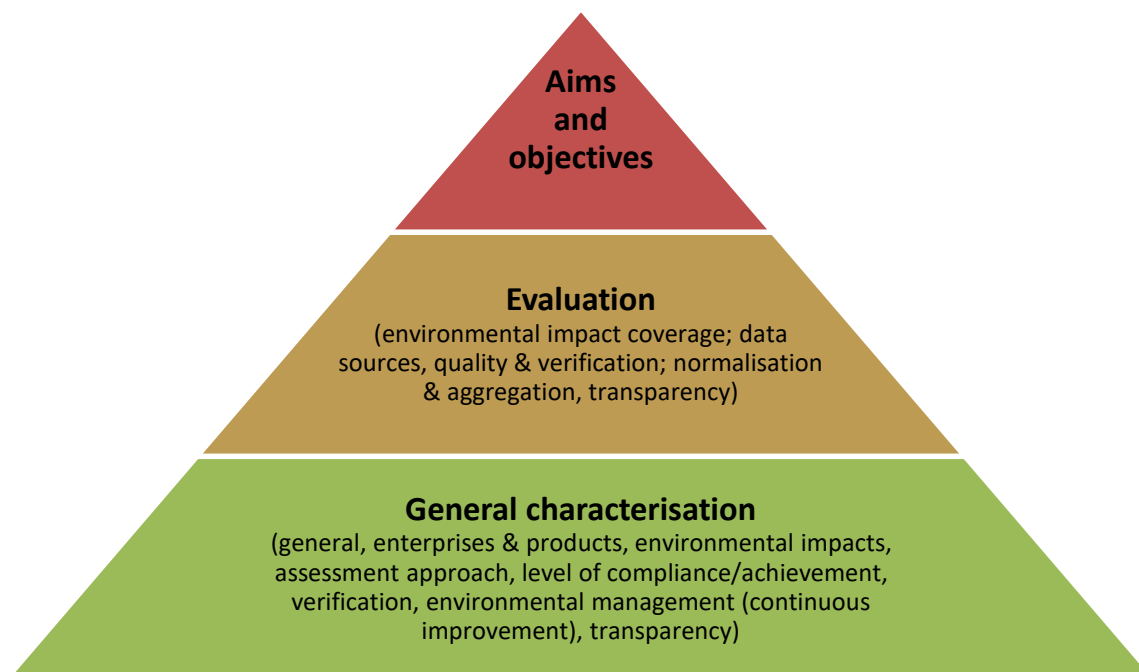 Aims
and
objectives
Evaluation
(environmental impact coverage; data
sources, quality & verification; normalisation
& aggregation, transparency)
General characterisation
(general, enterprises & products, environmental impacts,
assessment approach, level of compliance/achievement,
verification, environmental management (continuous
improvement), transparency)